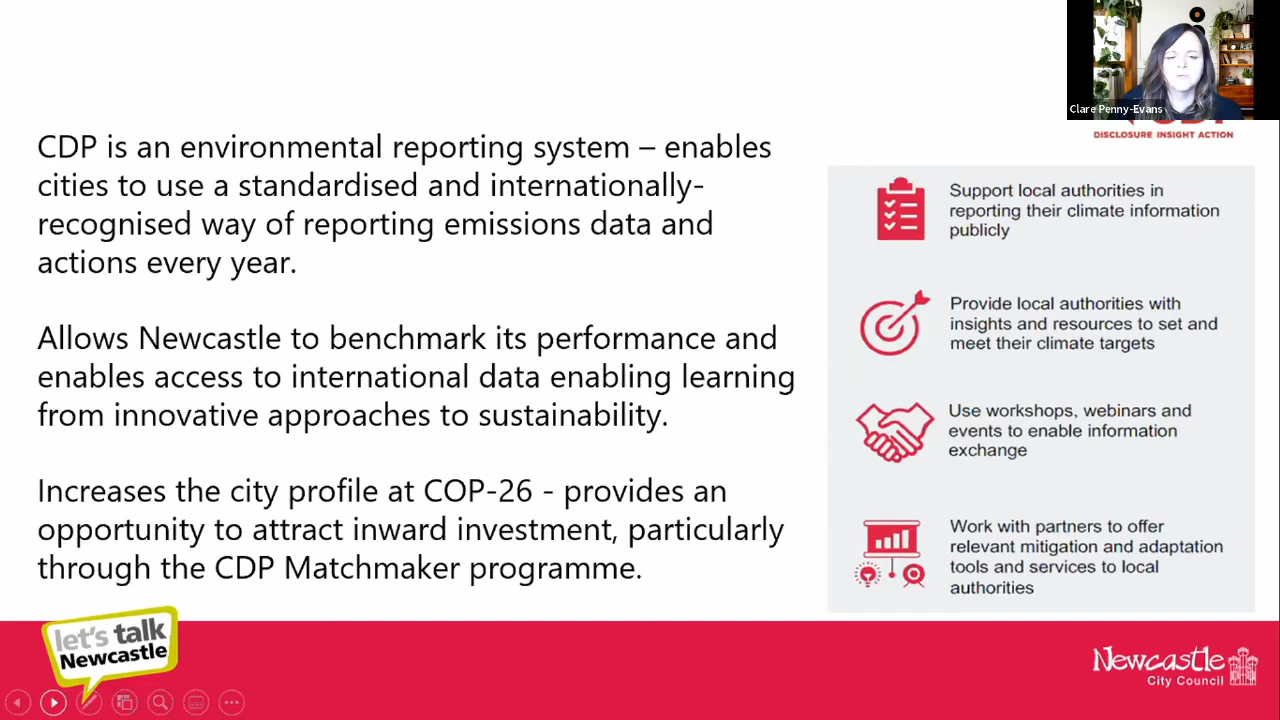 Clare Penny-Evans
DISCLOSURE INSIGHT ACTION
CDP is an environmental reporting system – enables
cities to use a standardised and internationally-
recognised way of reporting emissions data and
actions every year.
Allows Newcastle to benchmark its performance and
enables access to international data enabling learning
from innovative approaches to sustainability.
Increases the city profile at COP-26 - provides an
opportunity to attract inward investment, particularly
through the CDP Matchmaker programme.
Support local authorities in
reporting their climate information
publicly
Provide local authorities with
insights and resources to set and
meet their climate targets
Use workshops, webinars and
events to enable information
exchange
Work with partners to offer
relevant mitigation and adaptation
tools and services to local
authorities
let's talk
Newcastle
Newcastle
City Council